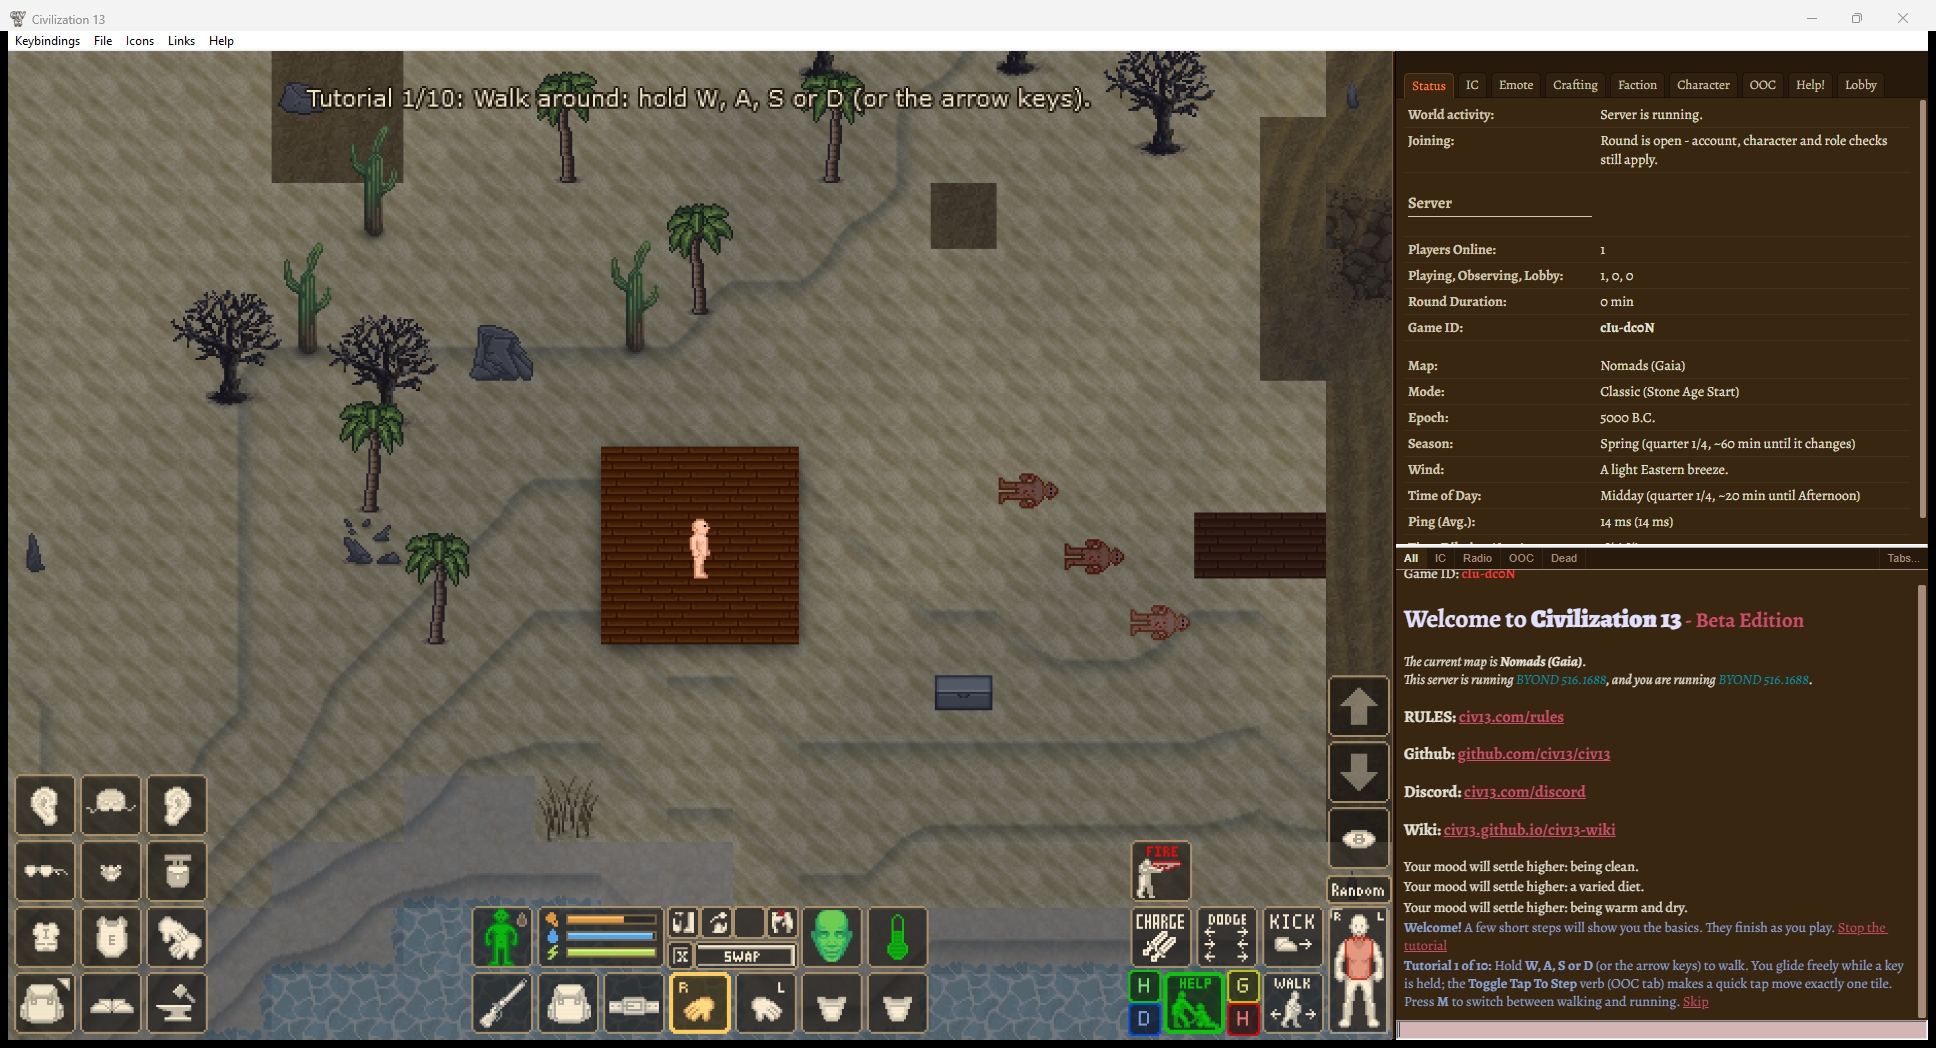 Civilization 13
Keybindings File Icons Links Help
Tutorial 1/10: Walk around: hold W, A, S or D (or the arrow keys).
FIRE
Random
CHARGE
DODGE
KICK
R L
X SWAP
R
L
E
H
D
HELP
G
H
WALK
Status IC Emote Crafting Faction Character OOC Help! Lobby
World activity: Server is running.
Joining: Round is open - account, character and role checks
still apply.
Server
Players Online: 1
Playing, Observing, Lobby: 1, 0, 0
Round Duration: 0 min
Game ID: cIu-dc0N
Map: Nomads (Gaia)
Mode: Classic (Stone Age Start)
Epoch: 5000 B.C.
Season: Spring (quarter 1/4, ~60 min until it changes)
Wind: A light Eastern breeze.
Time of Day: Midday (quarter 1/4, ~20 min until Afternoon)
Ping (Avg.): 14 ms (14 ms)
All IC Radio OOC Dead Tabs...
Game ID: cIu-dc0N
Welcome to Civilization 13 - Beta Edition
The current map is Nomads (Gaia).
This server is running BYOND 516.1688, and you are running BYOND 516.1688.
RULES: civ13.com/rules
Github: github.com/civ13/civ13
Discord: civ13.com/discord
Wiki: civ13.github.io/civ13-wiki
Your mood will settle higher: being clean.
Your mood will settle higher: a varied diet.
Your mood will settle higher: being warm and dry.
Welcome! A few short steps will show you the basics. They finish as you play. Stop the
tutorial
Tutorial 1 of 10: Hold W, A, S or D (or the arrow keys) to walk. You glide freely while a key
is held; the Toggle Tap To Step verb (OOC tab) makes a quick tap move exactly one tile.
Press M to switch between walking and running. Skip